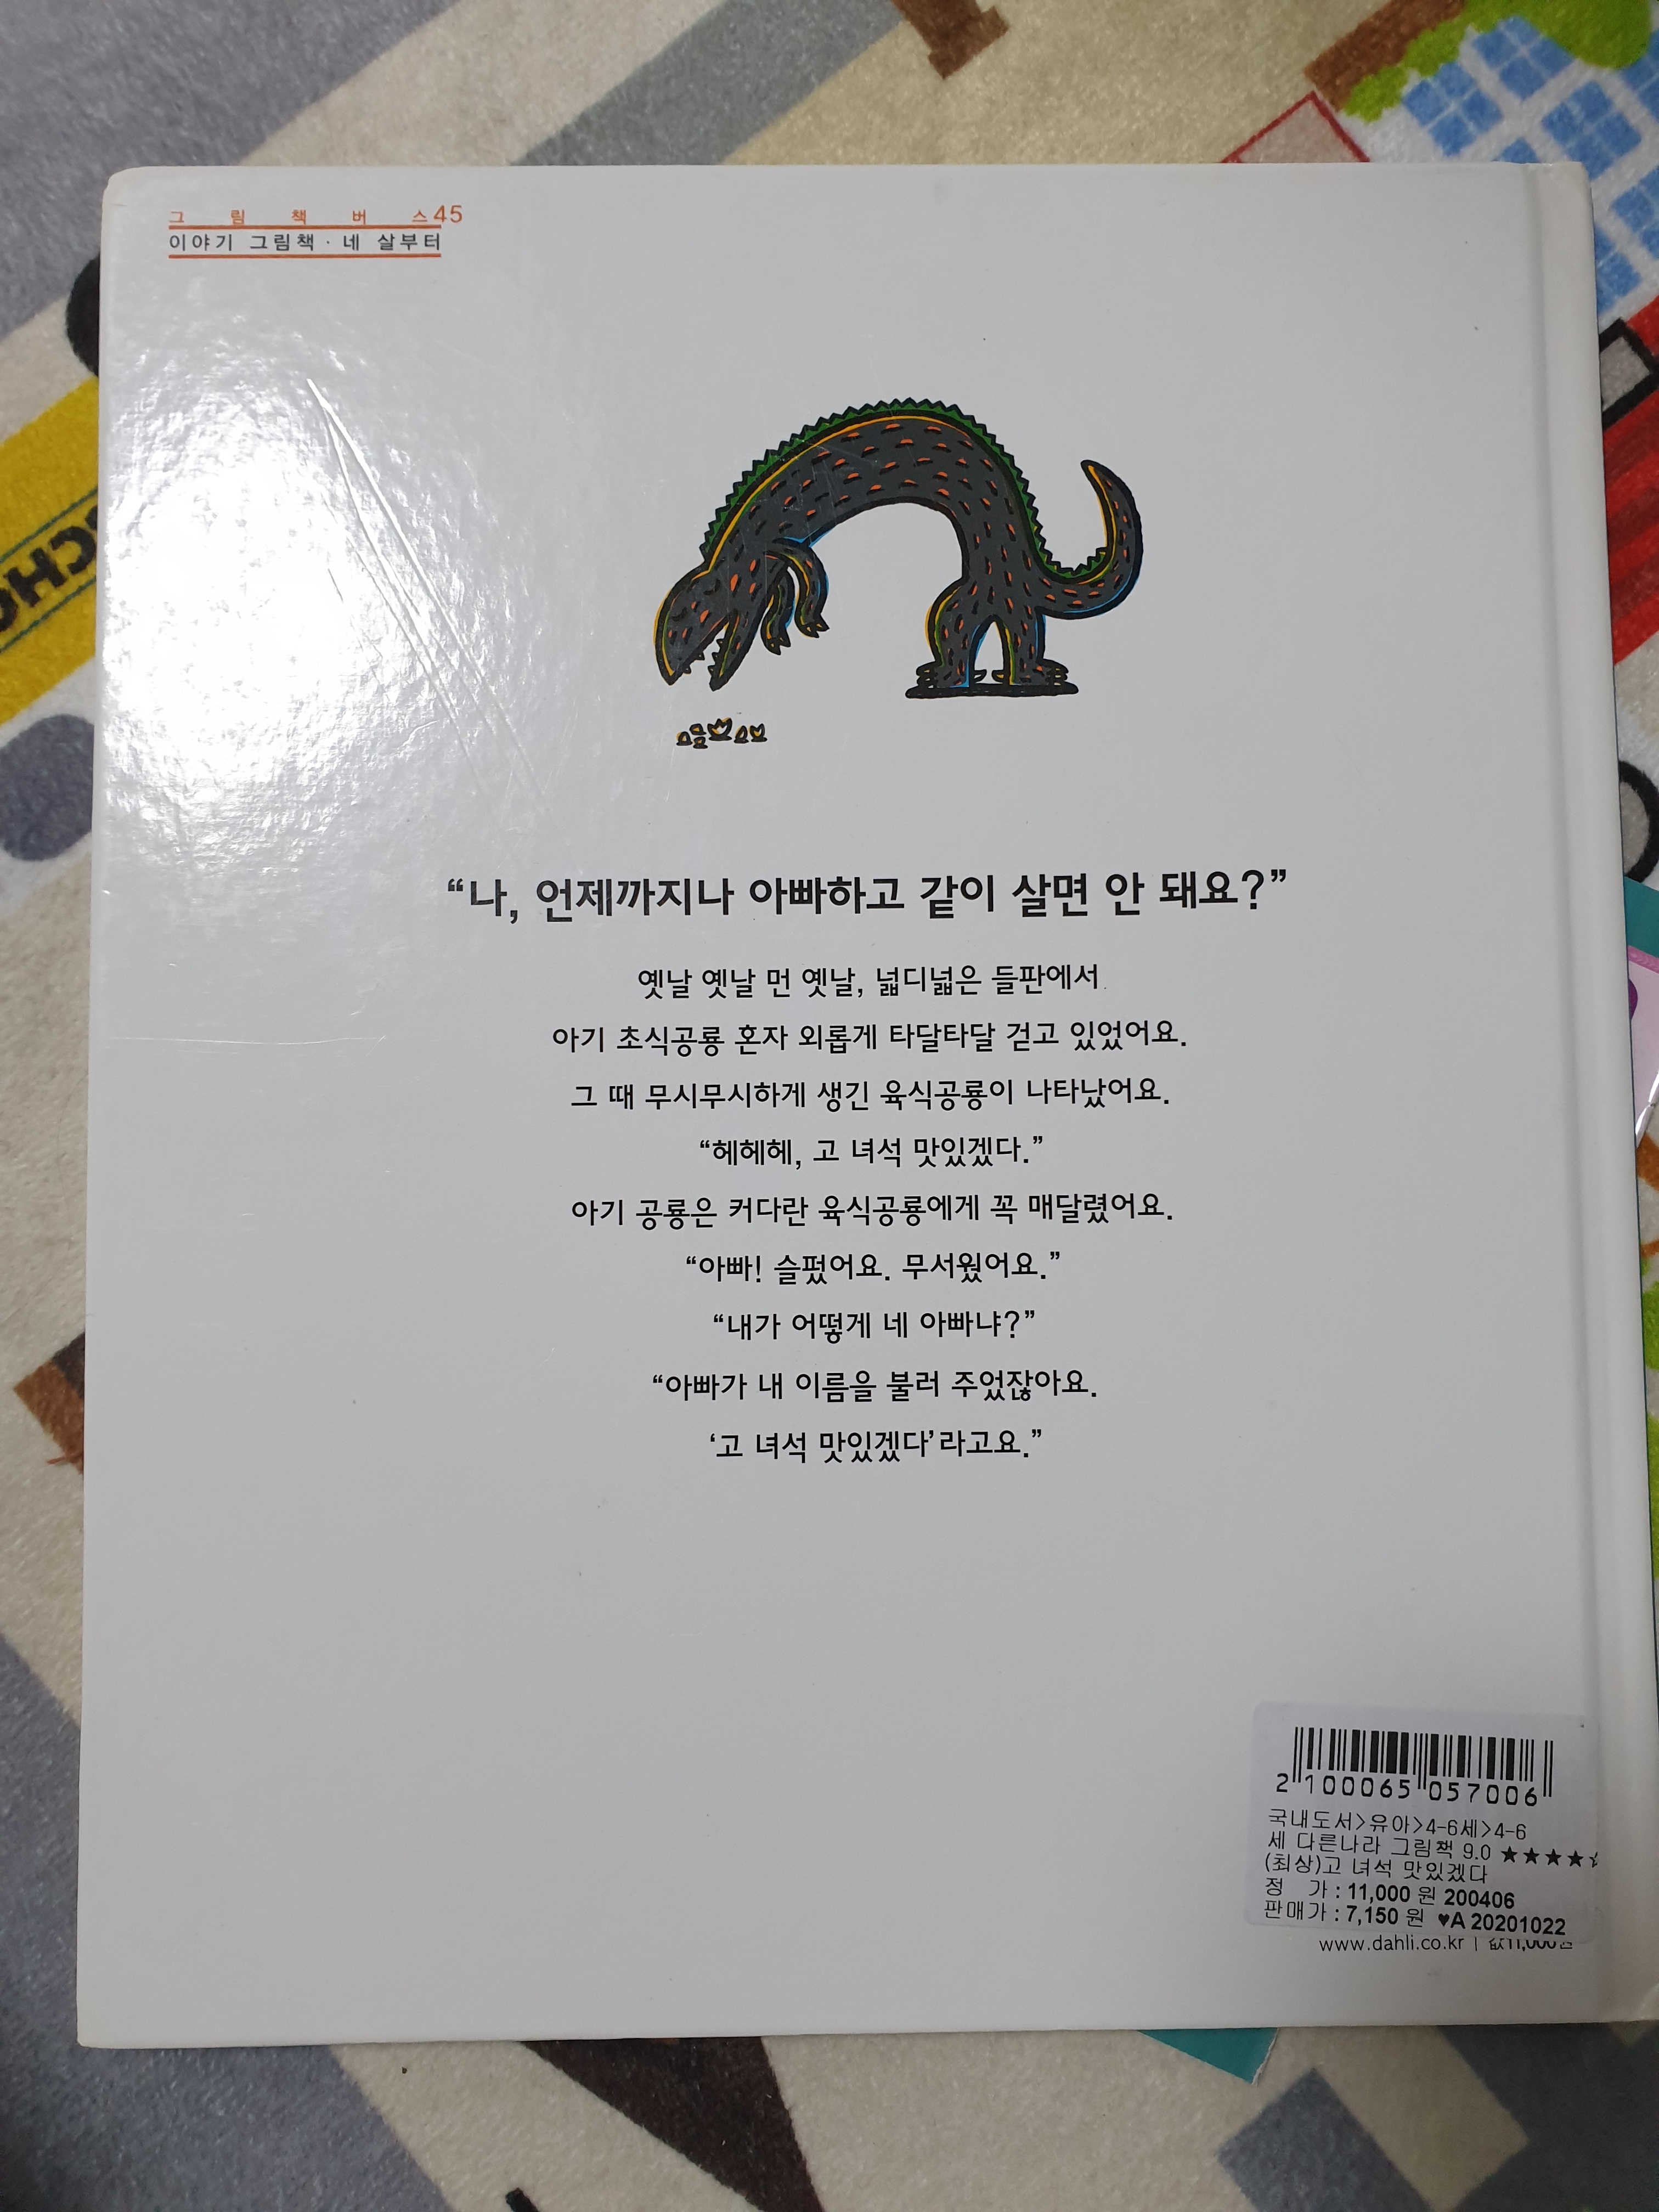 그림책버스45
이야기 그림책 · 네 살부터
“나, 언제까지나 아빠하고 같이 살면 안 돼요?”
옛날 옛날 먼 옛날, 넓디넓은 들판에서
아기 초식공룡 혼자 외롭게 타달타달 걷고 있었어요.
그 때 무시무시하게 생긴 육식공룡이 나타났어요.
“헤헤헤, 고 녀석 맛있겠다.”
아기 공룡은 커다란 육식공룡에게 꼭 매달렸어요.
“아빠! 슬펐어요. 무서웠어요.”
“내가 어떻게 네 아빠냐?”
“아빠가 내 이름을 불러 주었잖아요.
‘고 녀석 맛있겠다’라고요.”
2 100065 057006
국내도서>유아>4-6세>4-6
세 다른나라 그림책 9.0 ★★★★☆
(최상)고 녀석 맛있겠다
정 가 : 11,000 원 200406
판매가 : 7,150 원 ♥A 20201022
www.dahli.co.kr | 값11,000원